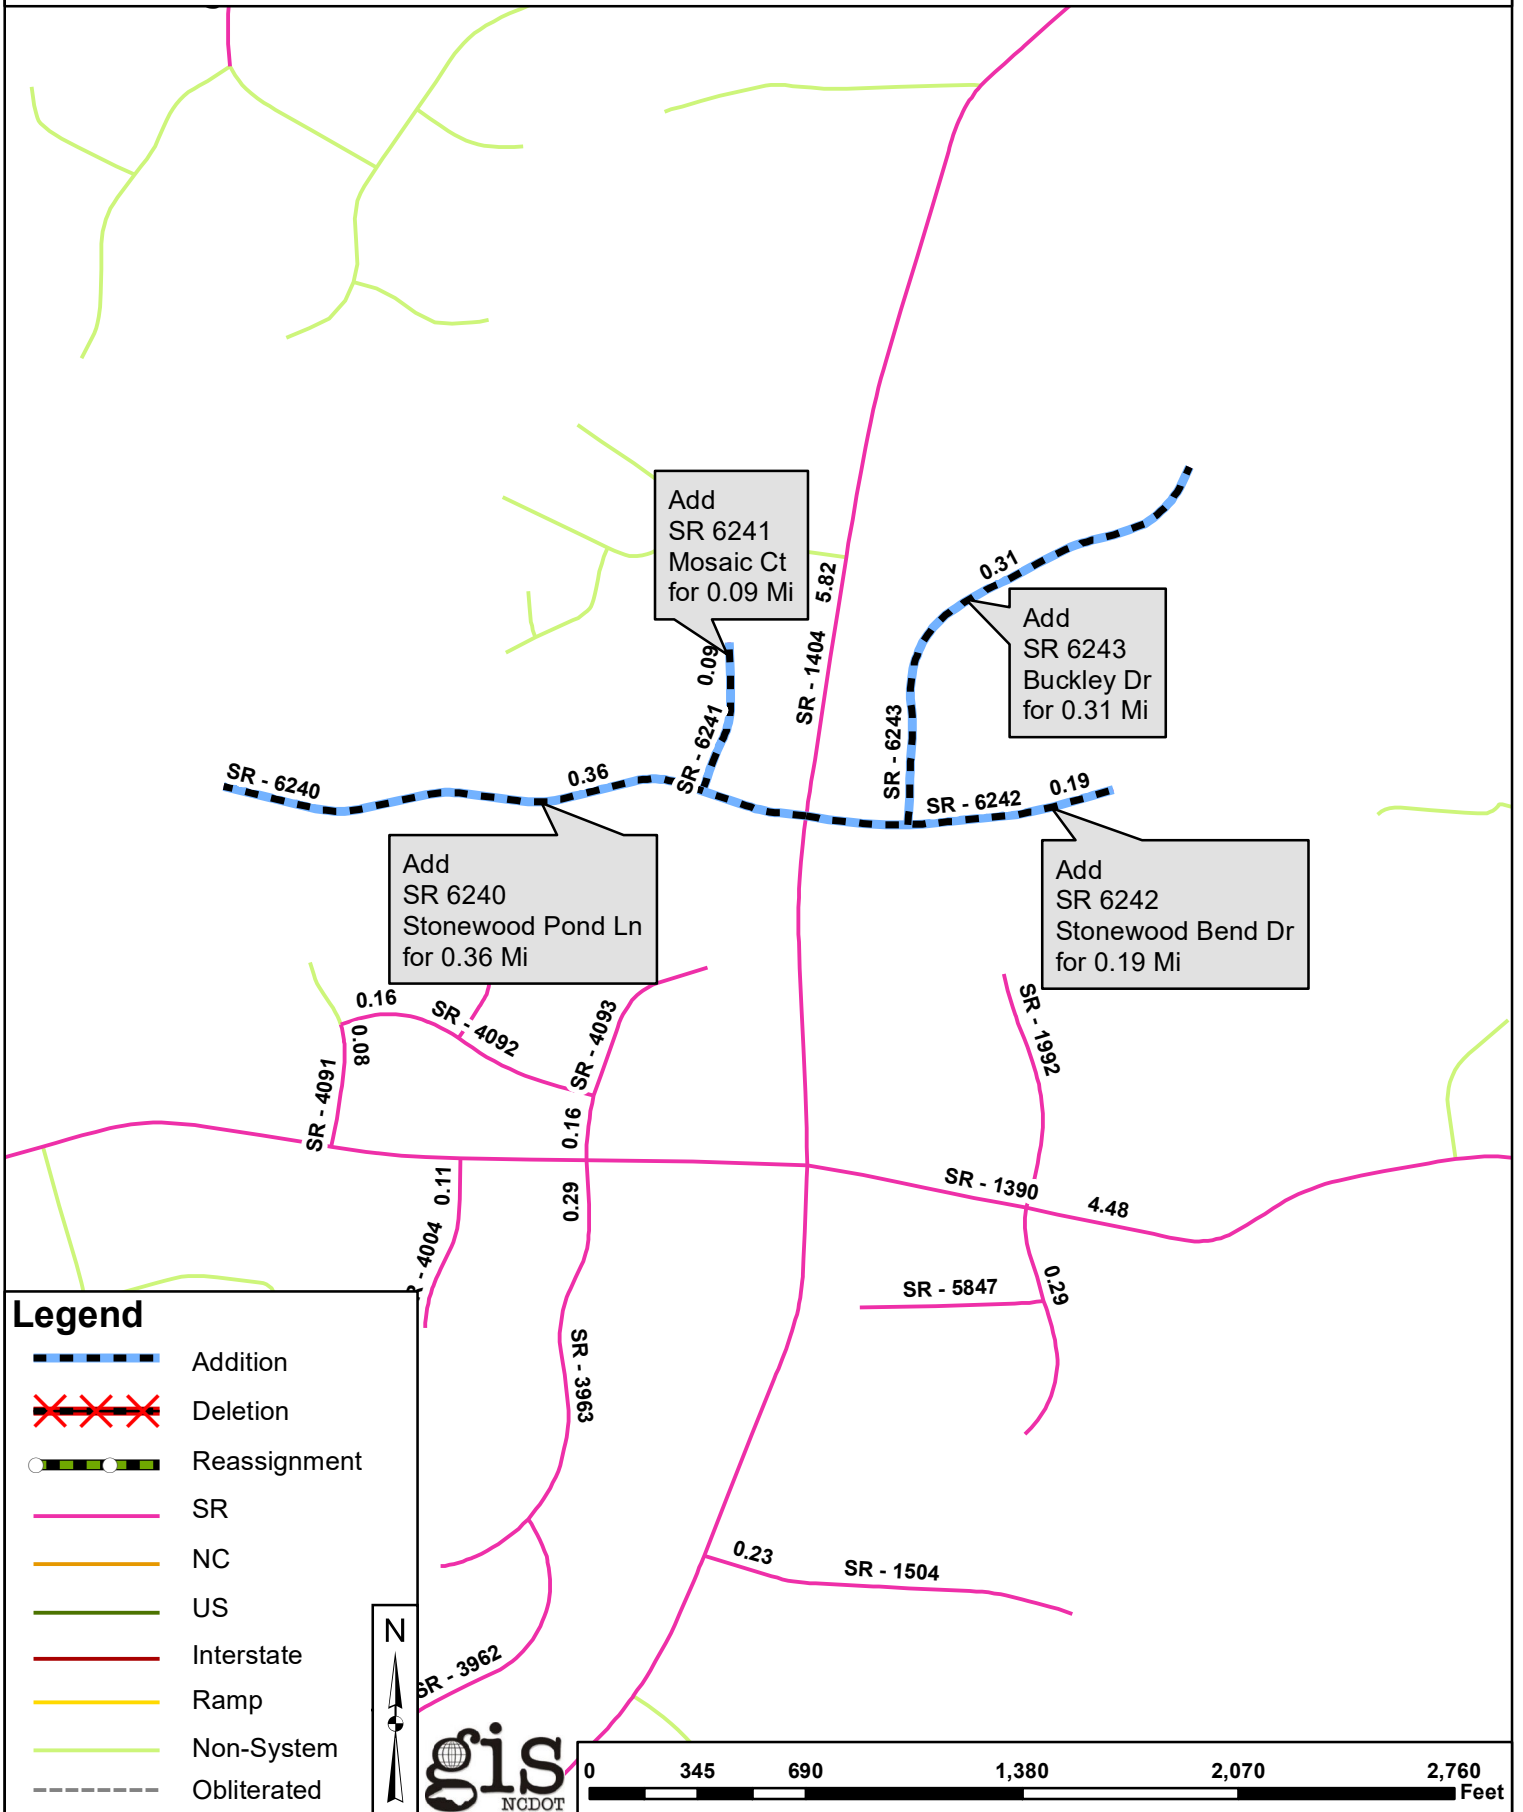 Add
SR 6241
Mosaic Ct
for 0.09 Mi
5.82
SR - 1404
0.31
Add
SR 6243
Buckley Dr
for 0.31 Mi
0.09
SR - 6241
SR - 6243
SR - 6240
0.36
SR - 6242
0.19
Add
SR 6240
Stonewood Pond Ln
for 0.36 Mi
Add
SR 6242
Stonewood Bend Dr
for 0.19 Mi
0.16
0.08
SR - 4092
SR - 4093
SR - 4091
0.16
SR - 1992
0.11
0.29
SR - 1390
4.48
- 4004
SR - 5847
0.29
SR - 3963
0.23
SR - 1504
SR - 3962
Legend
Addition
Deletion
Reassignment
SR
NC
US
Interstate
Ramp
Non-System
Obliterated
N
gis
NCDOT
0 345 690 1,380 2,070 2,760
Feet